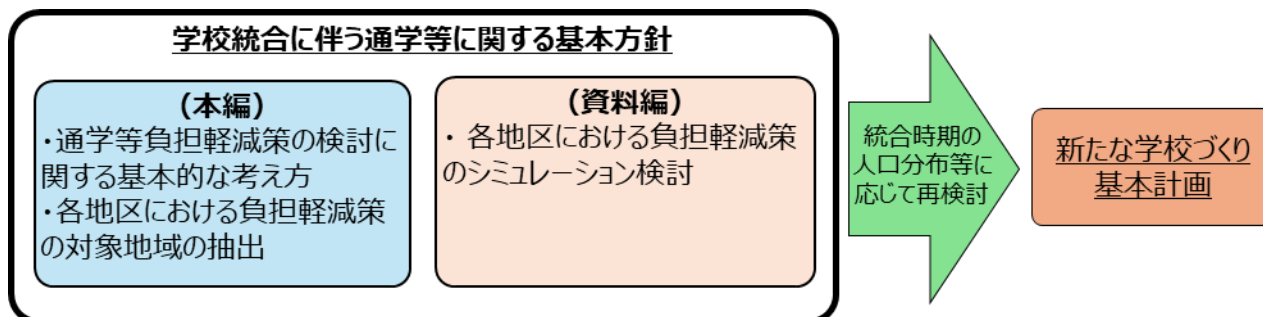 学校統合に伴う通学等に関する基本方針
(本編)
・通学等負担軽減策の検討に
関する基本的な考え方
・各地区における負担軽減策
の対象地域の抽出
(資料編)
・ 各地区における負担軽減策
のシミュレーション検討
統合時期の
人口分布等に
応じて再検討
新たな学校づくり
基本計画